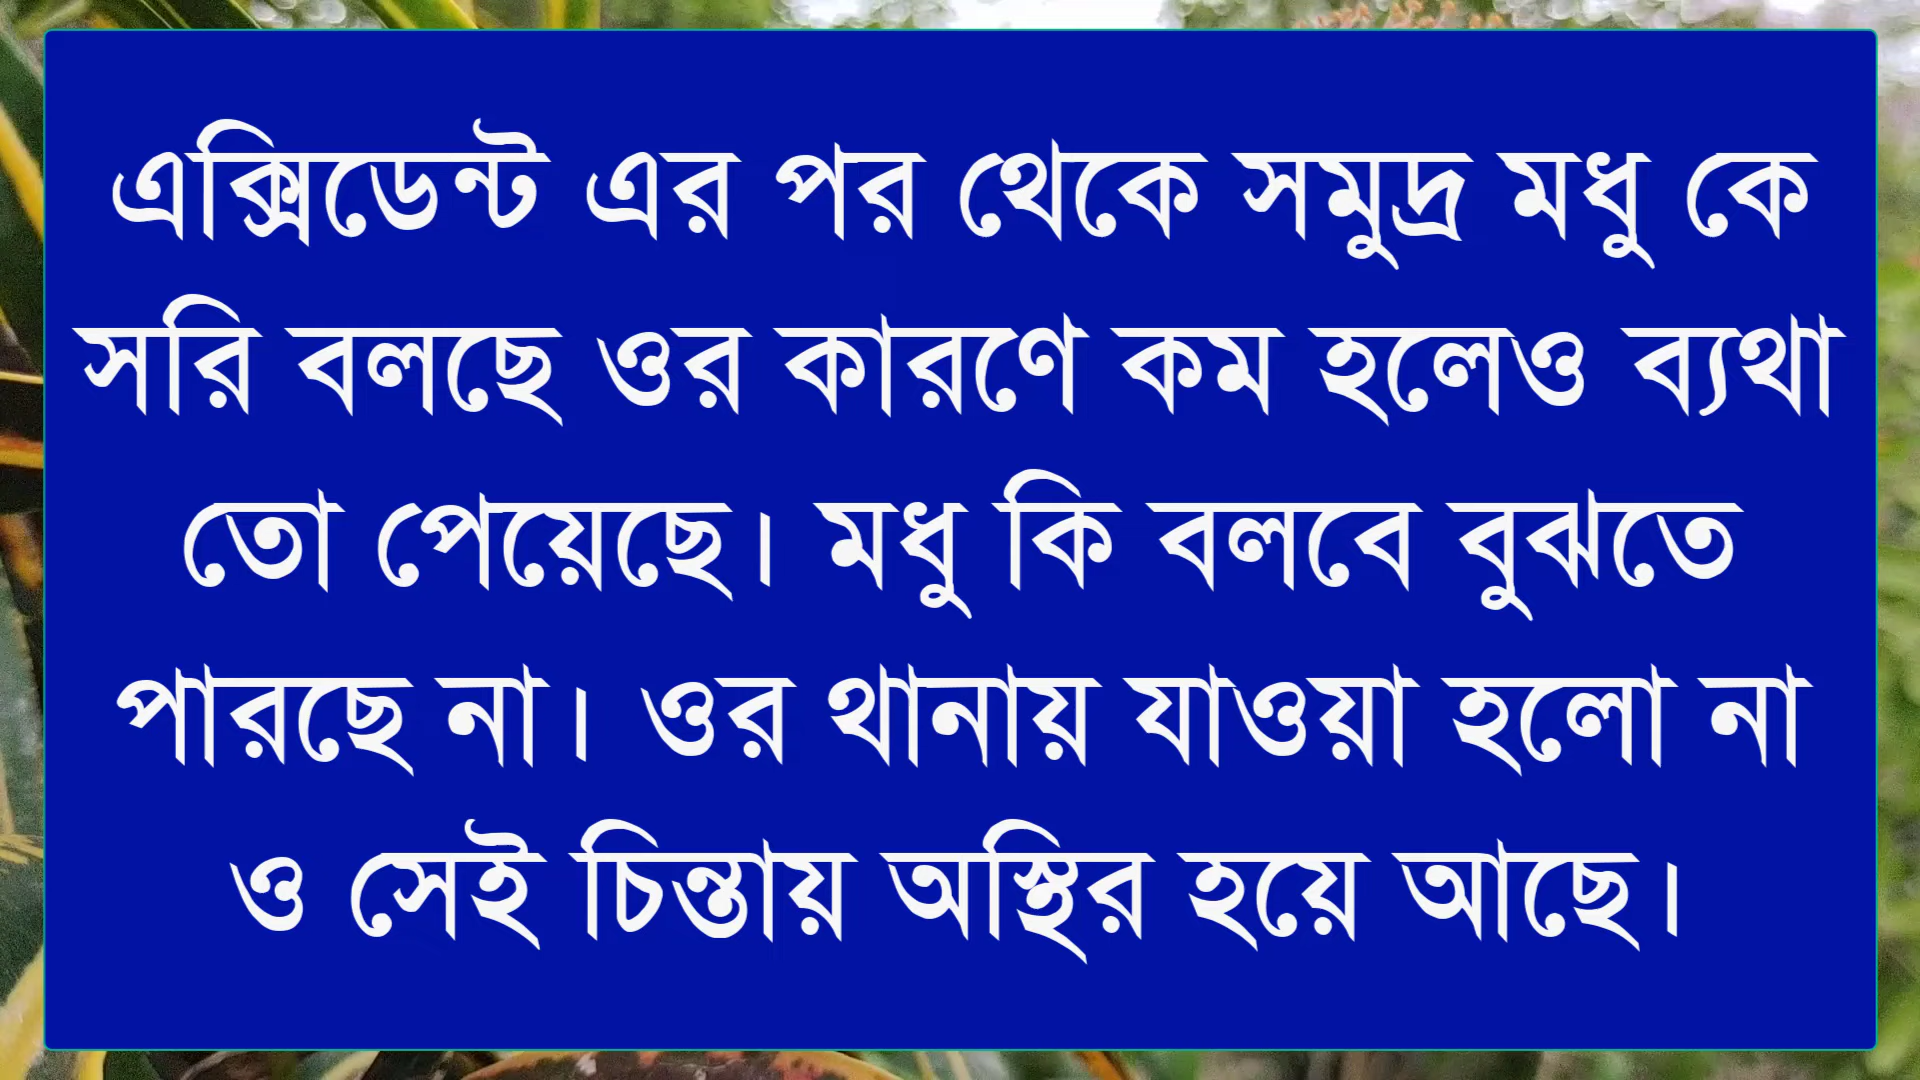 এক্সিডেন্ট এর পর থেকে সমুদ্র মধু কে
সরি বলছে ওর কারণে কম হলেও ব্যথা
তো পেয়েছে। মধু কি বলবে বুঝতে
পারছে না। ওর থানায় যাওয়া হলো না
ও সেই চিন্তায় অস্থির হয়ে আছে।